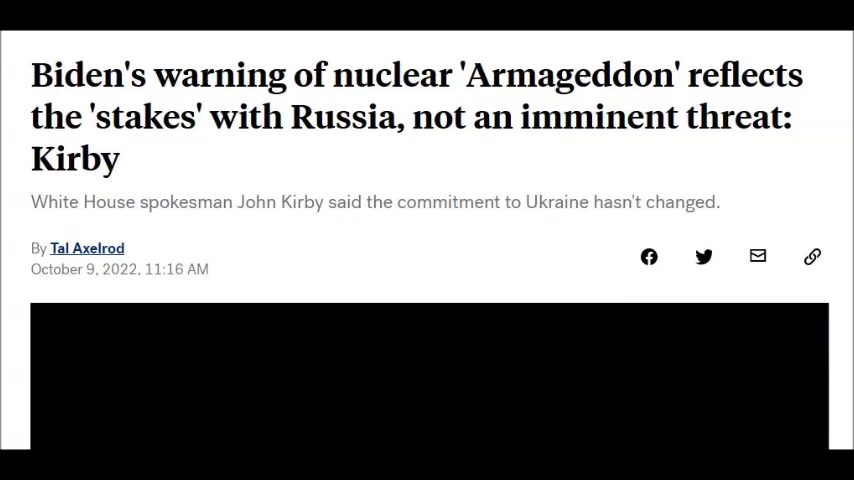 Biden's warning of nuclear 'Armageddon' reflects
the 'stakes' with Russia, not an imminent threat:
Kirby
White House spokesman John Kirby said the commitment to Ukraine hasn't changed.
By Tal Axelrod
October 9, 2022, 11:16 AM